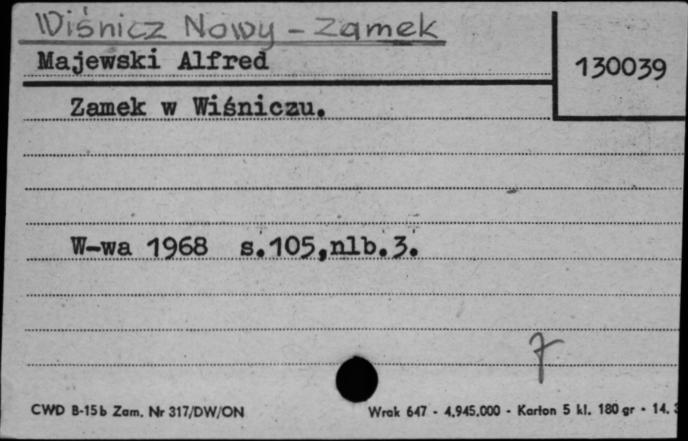 Wiśnicz Nowy - Zamek
Majewski Alfred
130039
Zamek w Wiśniczu.
W-wa 1968 s.105,nlb.3.
7
CWD B-15b Zam. Nr 317/DW/ON
Wrak 647 - 4.945.000 - Karton 5 kl. 180 gr - 14.